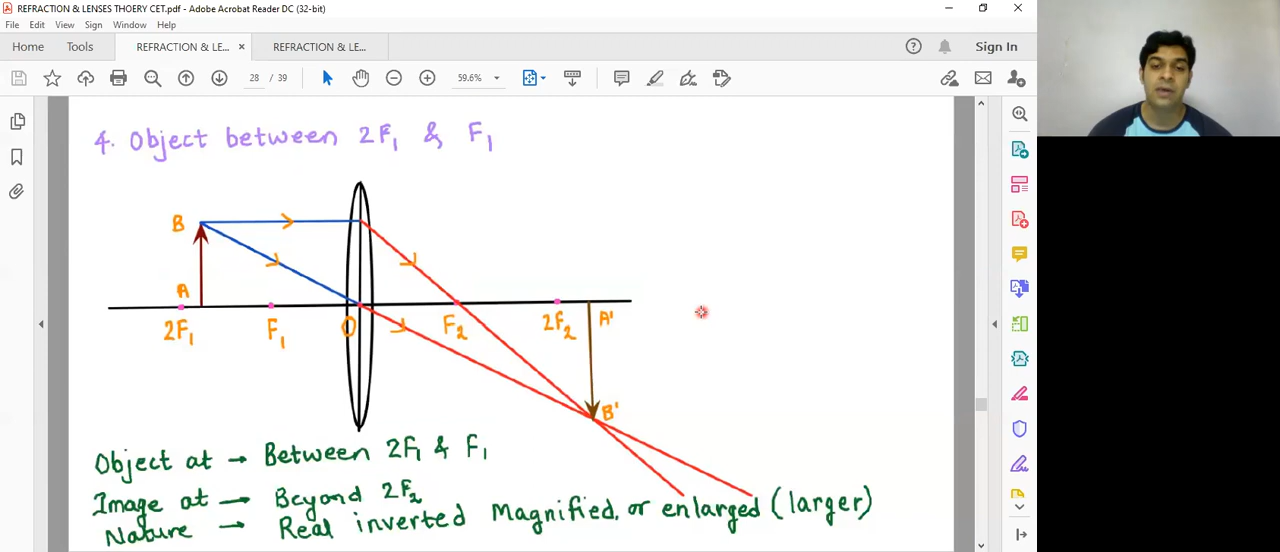 REFRACTION & LENSES THOERY CET.pdf - Adobe Acrobat Reader DC (32-bit)
File Edit View Sign Window Help
Home Tools REFRACTION & LE... × REFRACTION & LE... Sign In
28 / 39 59.6%
4. Object between 2F1 & F1
B
A
2F1 F1 O F2 2F2 A'
B'
Object at → Between 2F1 & F1
Image at → Beyond 2F2
Nature → Real inverted Magnified. or enlarged (larger)